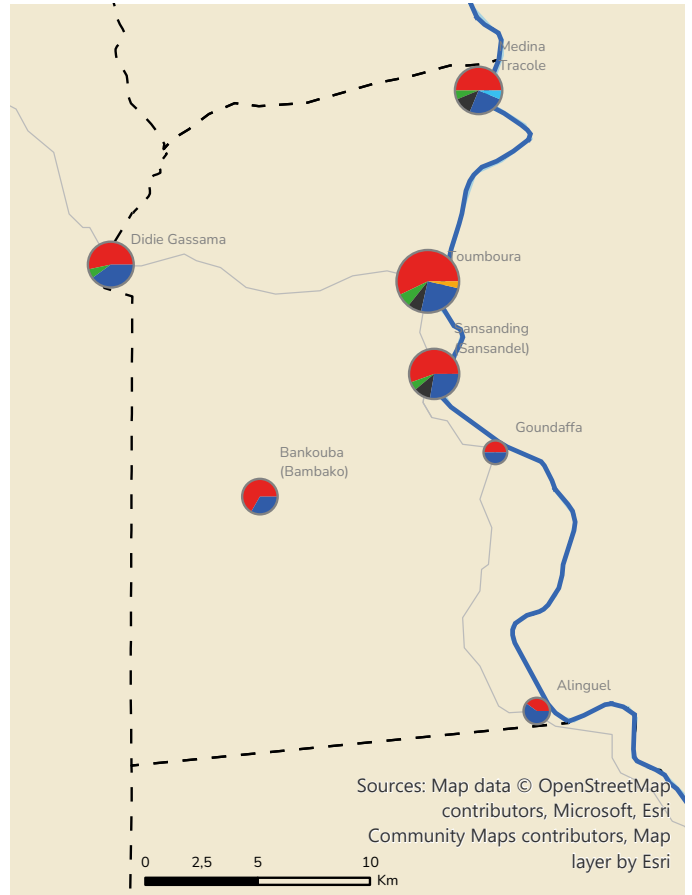 Medina
Tracole
Didie Gassama
Toumboura
Sansanding
(Sansandel)
Goundaffa
Bankouba
(Bambako)
Alinguel
Sources: Map data © OpenStreetMap
contributors, Microsoft, Esri
Community Maps contributors, Map
layer by Esri
0 2,5 5 10
Km